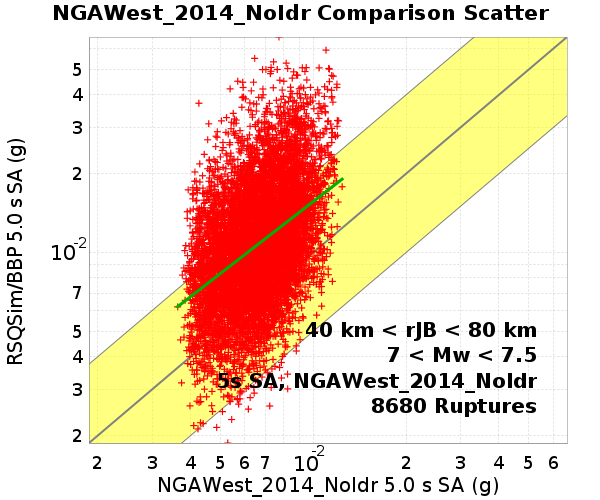 NGAWest_2014_NoIdr Comparison Scatter
RSQSim/BBP 5.0 s SA (g)
5
4
3
2
10-2
7
5
4
3
2
40 km < rJB < 80 km
7 < Mw < 7.5
5s SA, NGAWest_2014_NoIdr
8680 Ruptures
2 3 4 5 6 7 10-2 2 3 4 5 6
NGAWest_2014_NoIdr 5.0 s SA (g)